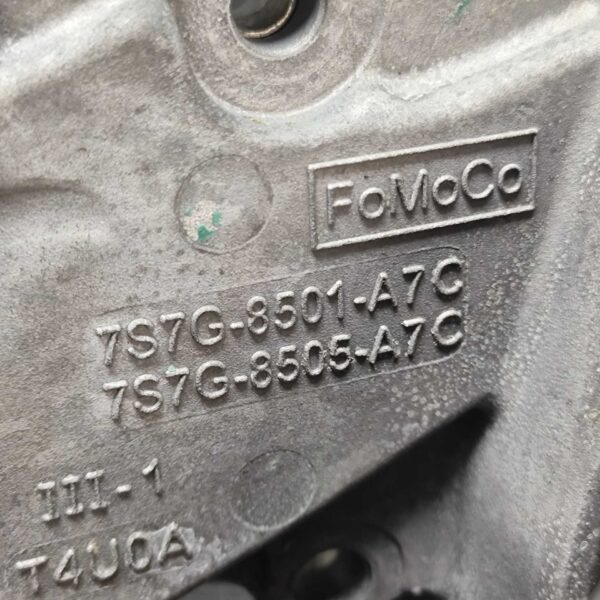 FoMoCo
7S7G-8501-A7C
7S7G-8505-A7C
III-1
T4U0A